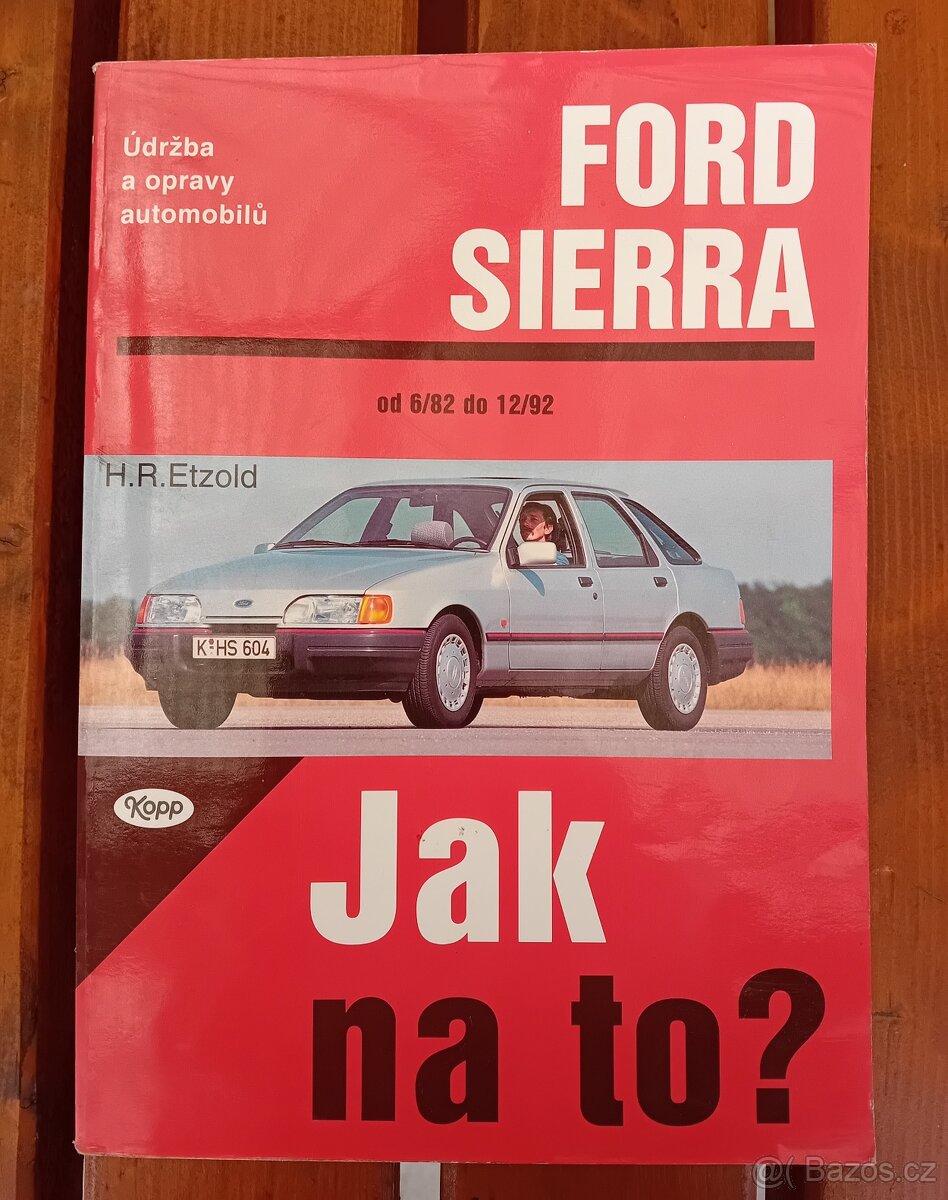 Údržba
a opravy
automobilů
FORD
SIERRA
od 6/82 do 12/92
H.R.Etzold
K HS 604
Kopp
Jak
na to?
Bazoš.cz